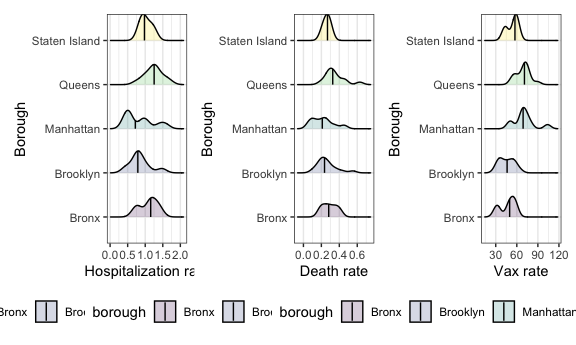 Staten Island
Queens
Manhattan
Brooklyn
Bronx
Borough
0.0 0.5 1.0 1.5 2.0
Hospitalization ra
Staten Island
Queens
Manhattan
Brooklyn
Bronx
Borough
0.0 0.2 0.4 0.6
Death rate
Staten Island
Queens
Manhattan
Brooklyn
Bronx
Borough
30 60 90 120
Vax rate
Bronx Broo borough Bronx Broo borough Bronx Brooklyn Manhattan